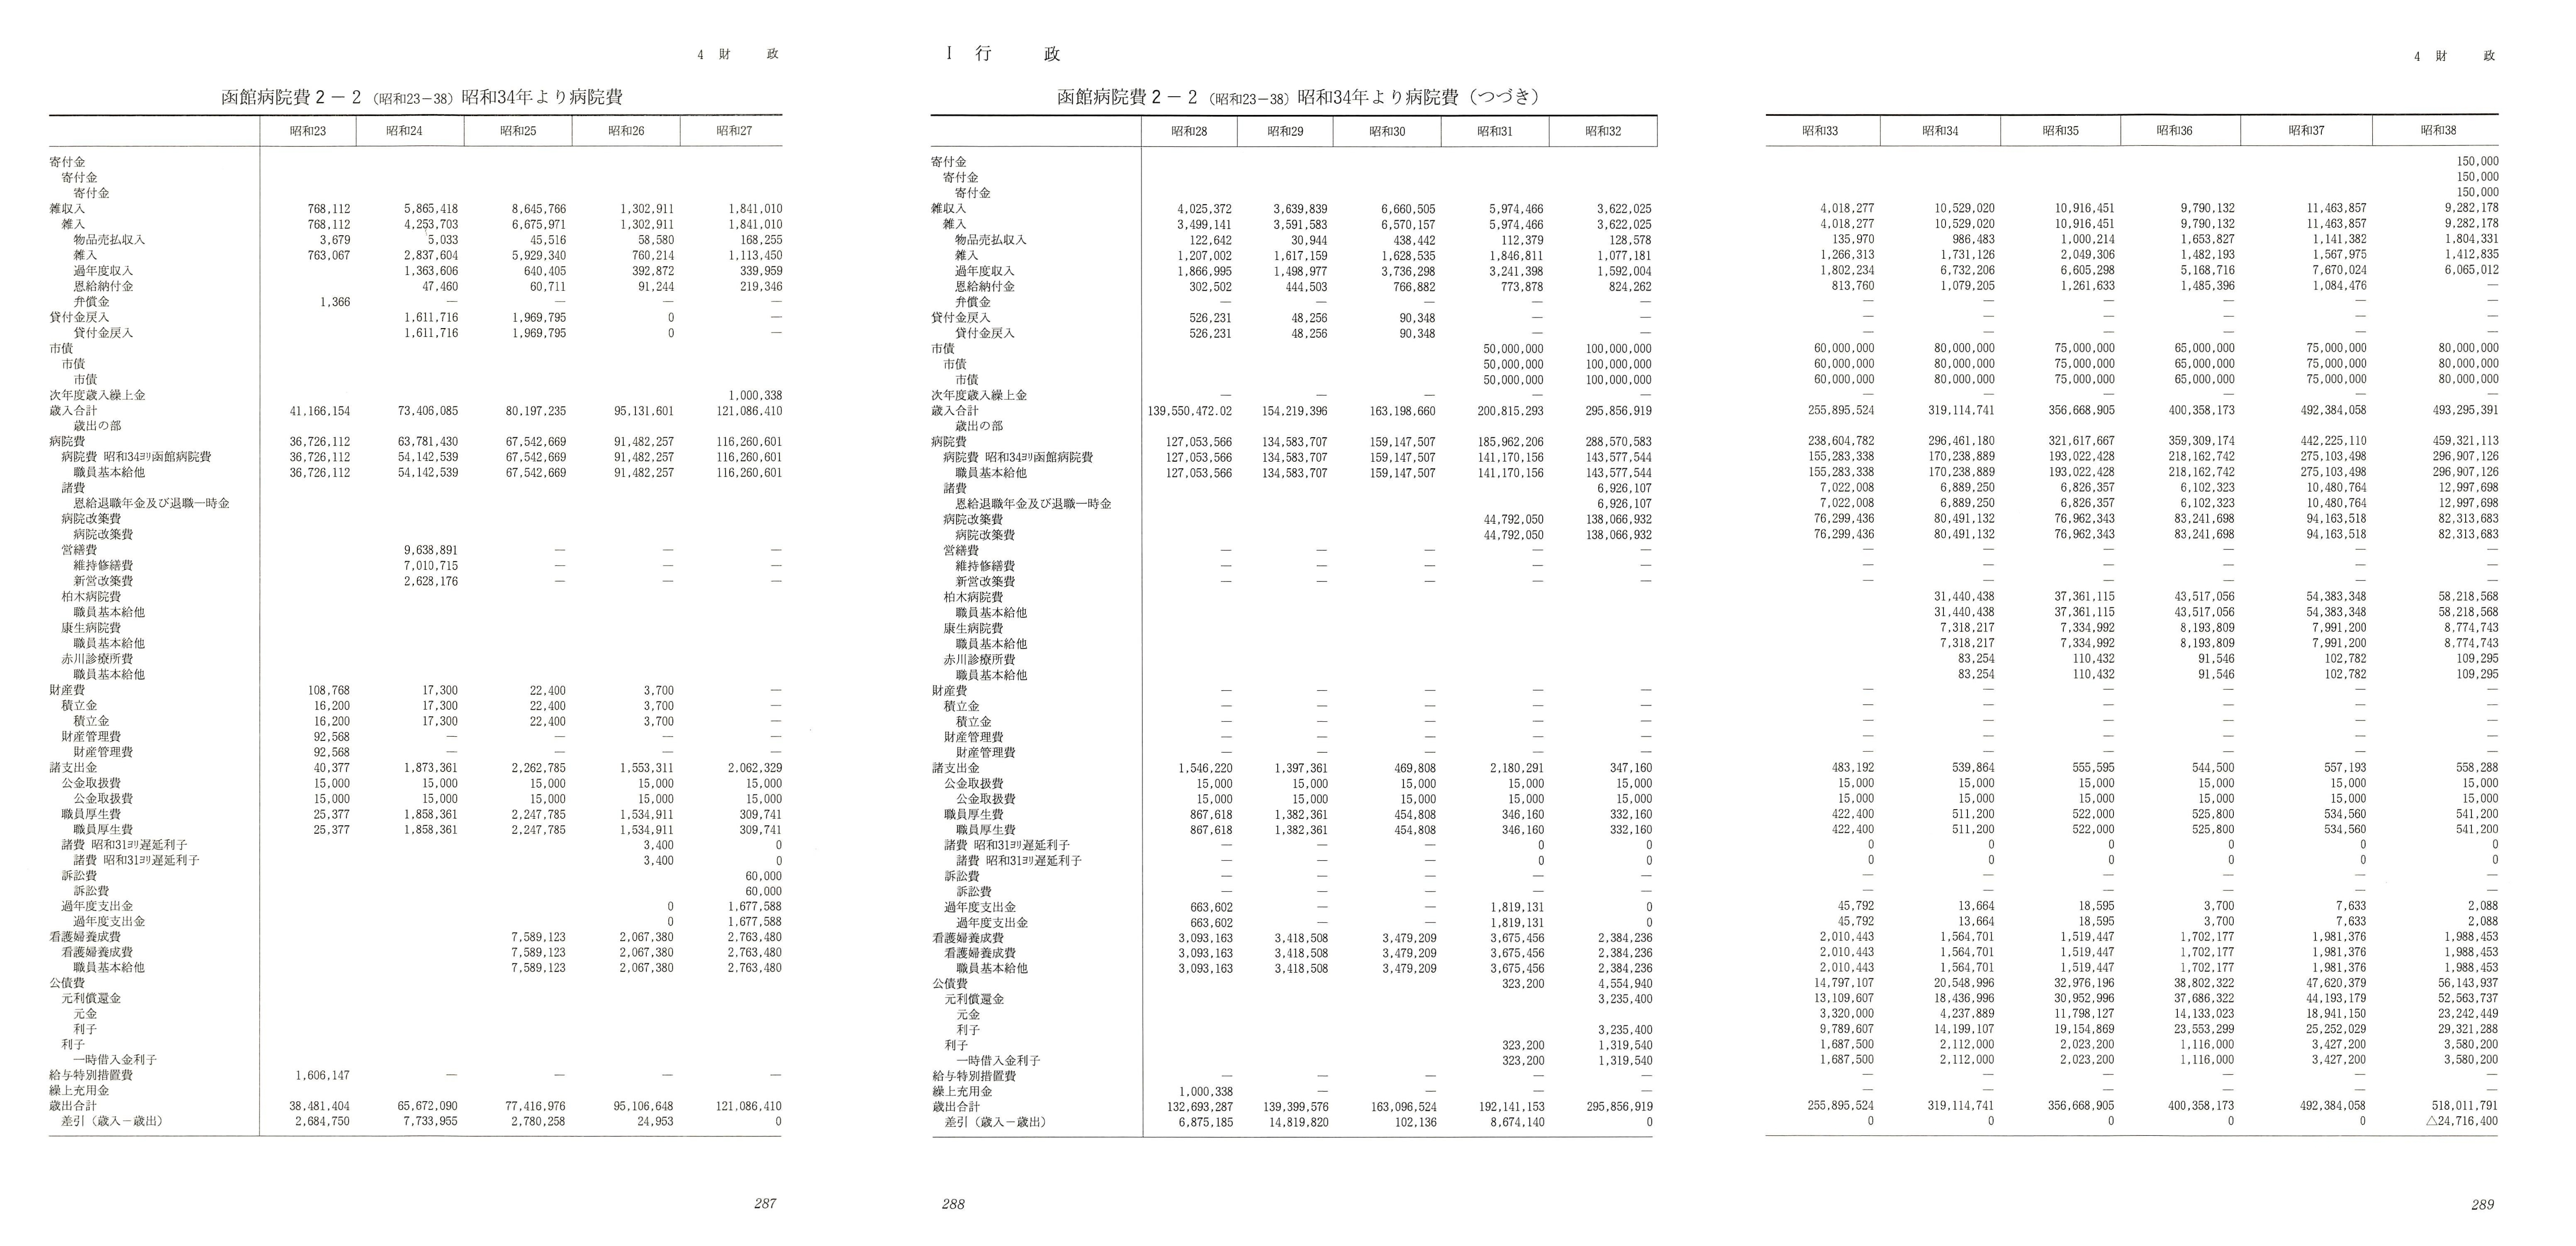 4 財 政
函館病院費2－2（昭和23－38）昭和34年より病院費
昭和23 昭和24 昭和25 昭和26 昭和27
寄付金
寄付金
寄付金
雑収入 768,112 5,865,418 8,645,766 1,302,911 1,841,010
雑入 768,112 4,253,703 6,675,971 1,302,911 1,841,010
物品売払収入 3,679 5,033 45,516 58,580 168,255
雑入 763,067 2,837,604 5,929,340 760,214 1,113,450
過年度収入 1,363,606 640,405 392,872 339,959
恩給納付金 47,460 60,711 91,244 219,346
弁償金 1,366 — — — —
貸付金戻入 1,611,716 1,969,795 0 —
貸付金戻入 1,611,716 1,969,795 0 —
市債
市債
市債
次年度歳入繰上金 1,000,338
歳入合計 41,166,154 73,406,085 80,197,235 95,131,601 121,086,410
歳出の部
病院費 36,726,112 63,781,430 67,542,669 91,482,257 116,260,601
病院費 昭和34ヨリ函館病院費 36,726,112 54,142,539 67,542,669 91,482,257 116,260,601
職員基本給他 36,726,112 54,142,539 67,542,669 91,482,257 116,260,601
諸費
恩給退職年金及び退職一時金
病院改築費
病院改築費
営繕費 9,638,891 — — —
維持修繕費 7,010,715 — — —
新営改築費 2,628,176 — — —
柏木病院費
職員基本給他
康生病院費
職員基本給他
赤川診療所費
職員基本給他
財産費 108,768 17,300 22,400 3,700 —
積立金 16,200 17,300 22,400 3,700 —
積立金 16,200 17,300 22,400 3,700 —
財産管理費 92,568 — — — —
財産管理費 92,568 — — — —
諸支出金 40,377 1,873,361 2,262,785 1,553,311 2,062,329
公金取扱費 15,000 15,000 15,000 15,000 15,000
公金取扱費 15,000 15,000 15,000 15,000 15,000
職員厚生費 25,377 1,858,361 2,247,785 1,534,911 309,741
職員厚生費 25,377 1,858,361 2,247,785 1,534,911 309,741
諸費 昭和31ヨリ遅延利子 3,400 0
諸費 昭和31ヨリ遅延利子 3,400 0
訴訟費 60,000
訴訟費 60,000
過年度支出金 0 1,677,588
過年度支出金 0 1,677,588
看護婦養成費 7,589,123 2,067,380 2,763,480
看護婦養成費 7,589,123 2,067,380 2,763,480
職員基本給他 7,589,123 2,067,380 2,763,480
公債費
元利償還金
元金
利子
利子
一時借入金利子
給与特別措置費 1,606,147 — — — —
繰上充用金
歳出合計 38,481,404 65,672,090 77,416,976 95,106,648 121,086,410
差引（歳入－歳出） 2,684,750 7,733,955 2,780,258 24,953 0
287
I 行 政
函館病院費2－2（昭和23－38）昭和34年より病院費（つづき）
昭和28 昭和29 昭和30 昭和31 昭和32
寄付金
寄付金
寄付金
雑収入 4,025,372 3,639,839 6,660,505 5,974,466 3,622,025
雑入 3,499,141 3,591,583 6,570,157 5,974,466 3,622,025
物品売払収入 122,642 30,944 438,442 112,379 128,578
雑入 1,207,002 1,617,159 1,628,535 1,846,811 1,077,181
過年度収入 1,866,995 1,498,977 3,736,298 3,241,398 1,592,004
恩給納付金 302,502 444,503 766,882 773,878 824,262
弁償金 — — — — —
貸付金戻入 526,231 48,256 90,348 — —
貸付金戻入 526,231 48,256 90,348 — —
市債 50,000,000 100,000,000
市債 50,000,000 100,000,000
市債 50,000,000 100,000,000
次年度歳入繰上金 — — — — —
歳入合計 139,550,472.02 154,219,396 163,198,660 200,815,293 295,856,919
歳出の部
病院費 127,053,566 134,583,707 159,147,507 185,962,206 288,570,583
病院費 昭和34ヨリ函館病院費 127,053,566 134,583,707 159,147,507 141,170,156 143,577,544
職員基本給他 127,053,566 134,583,707 159,147,507 141,170,156 143,577,544
諸費 6,926,107
恩給退職年金及び退職一時金 6,926,107
病院改築費 44,792,050 138,066,932
病院改築費 44,792,050 138,066,932
営繕費 — — — — —
維持修繕費 — — — — —
新営改築費 — — — — —
柏木病院費
職員基本給他
康生病院費
職員基本給他
赤川診療所費
職員基本給他
財産費 — — — — —
積立金 — — — — —
積立金 — — — — —
財産管理費 — — — — —
財産管理費 — — — — —
諸支出金 1,546,220 1,397,361 469,808 2,180,291 347,160
公金取扱費 15,000 15,000 15,000 15,000 15,000
公金取扱費 15,000 15,000 15,000 15,000 15,000
職員厚生費 867,618 1,382,361 454,808 346,160 332,160
職員厚生費 867,618 1,382,361 454,808 346,160 332,160
諸費 昭和31ヨリ遅延利子 — — — 0 0
諸費 昭和31ヨリ遅延利子 — — — 0 0
訴訟費 — — — — —
訴訟費 — — — — —
過年度支出金 663,602 — — 1,819,131 0
過年度支出金 663,602 — — 1,819,131 0
看護婦養成費 3,093,163 3,418,508 3,479,209 3,675,456 2,384,236
看護婦養成費 3,093,163 3,418,508 3,479,209 3,675,456 2,384,236
職員基本給他 3,093,163 3,418,508 3,479,209 3,675,456 2,384,236
公債費 323,200 4,554,940
元利償還金 3,235,400
元金
利子 3,235,400
利子 323,200 1,319,540
一時借入金利子 323,200 1,319,540
給与特別措置費 — — — — —
繰上充用金 1,000,338 — — — —
歳出合計 132,693,287 139,399,576 163,096,524 192,141,153 295,856,919
差引（歳入－歳出） 6,875,185 14,819,820 102,136 8,674,140 0
288
4 財 政
昭和33 昭和34 昭和35 昭和36 昭和37 昭和38
150,000
150,000
150,000
4,018,277 10,529,020 10,916,451 9,790,132 11,463,857 9,282,178
4,018,277 10,529,020 10,916,451 9,790,132 11,463,857 9,282,178
135,970 986,483 1,000,214 1,653,827 1,141,382 1,804,331
1,266,313 1,731,126 2,049,306 1,482,193 1,567,975 1,412,835
1,802,234 6,732,206 6,605,298 5,168,716 7,670,024 6,065,012
813,760 1,079,205 1,261,633 1,485,396 1,084,476 —
— — — — — —
— — — — — —
— — — — — —
60,000,000 80,000,000 75,000,000 65,000,000 75,000,000 80,000,000
60,000,000 80,000,000 75,000,000 65,000,000 75,000,000 80,000,000
60,000,000 80,000,000 75,000,000 65,000,000 75,000,000 80,000,000
— — — — — —
255,895,524 319,114,741 356,668,905 400,358,173 492,384,058 493,295,391
238,604,782 296,461,180 321,617,667 359,309,174 442,225,110 459,321,113
155,283,338 170,238,889 193,022,428 218,162,742 275,103,498 296,907,126
155,283,338 170,238,889 193,022,428 218,162,742 275,103,498 296,907,126
7,022,008 6,889,250 6,826,357 6,102,323 10,480,764 12,997,698
7,022,008 6,889,250 6,826,357 6,102,323 10,480,764 12,997,698
76,299,436 80,491,132 76,962,343 83,241,698 94,163,518 82,313,683
76,299,436 80,491,132 76,962,343 83,241,698 94,163,518 82,313,683
— — — — — —
— — — — — —
— — — — — —
31,440,438 37,361,115 43,517,056 54,383,348 58,218,568
31,440,438 37,361,115 43,517,056 54,383,348 58,218,568
7,318,217 7,334,992 8,193,809 7,991,200 8,774,743
7,318,217 7,334,992 8,193,809 7,991,200 8,774,743
83,254 110,432 91,546 102,782 109,295
83,254 110,432 91,546 102,782 109,295
— — — — — —
— — — — — —
— — — — — —
— — — — — —
— — — — — —
483,192 539,864 555,595 544,500 557,193 558,288
15,000 15,000 15,000 15,000 15,000 15,000
15,000 15,000 15,000 15,000 15,000 15,000
422,400 511,200 522,000 525,800 534,560 541,200
422,400 511,200 522,000 525,800 534,560 541,200
0 0 0 0 0 0
0 0 0 0 0 0
— — — — — —
— — — — — —
45,792 13,664 18,595 3,700 7,633 2,088
45,792 13,664 18,595 3,700 7,633 2,088
2,010,443 1,564,701 1,519,447 1,702,177 1,981,376 1,988,453
2,010,443 1,564,701 1,519,447 1,702,177 1,981,376 1,988,453
2,010,443 1,564,701 1,519,447 1,702,177 1,981,376 1,988,453
14,797,107 20,548,996 32,976,196 38,802,322 47,620,379 56,143,937
13,109,607 18,436,996 30,952,996 37,686,322 44,193,179 52,563,737
3,320,000 4,237,889 11,798,127 14,133,023 18,941,150 23,242,449
9,789,607 14,199,107 19,154,869 23,553,299 25,252,029 29,321,288
1,687,500 2,112,000 2,023,200 1,116,000 3,427,200 3,580,200
1,687,500 2,112,000 2,023,200 1,116,000 3,427,200 3,580,200
— — — — — —
— — — — — —
255,895,524 319,114,741 356,668,905 400,358,173 492,384,058 518,011,791
0 0 0 0 0 △24,716,400
289